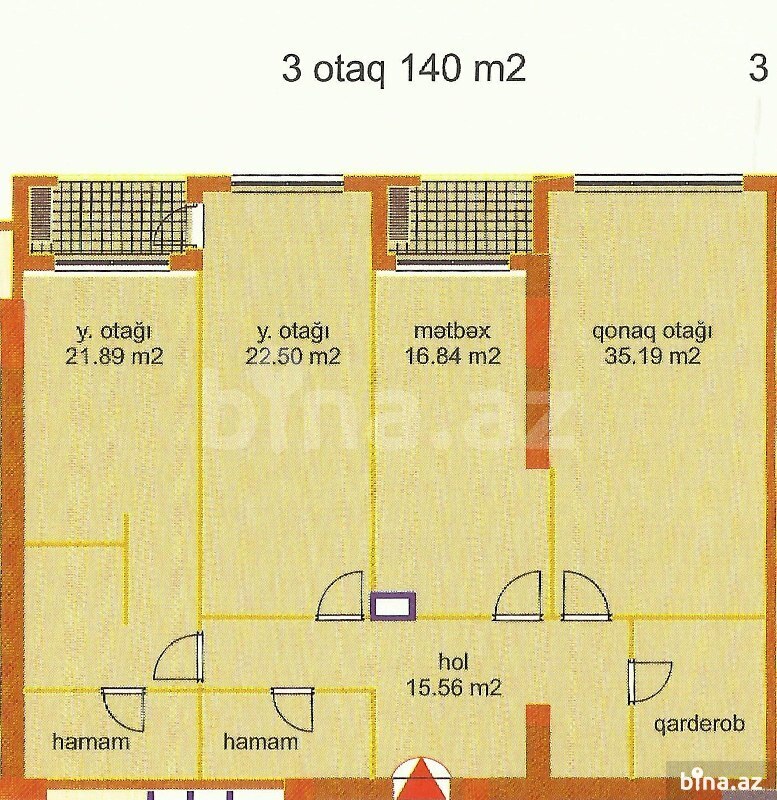 3 otaq 140 m2
3
y. otağı
21.89 m2
y. otağı
22.50 m2
mətbəx
16.84 m2
qonaq otağı
35.19 m2
bina.az
hol
15.56 m2
hamam
hamam
qarderob
bina.az